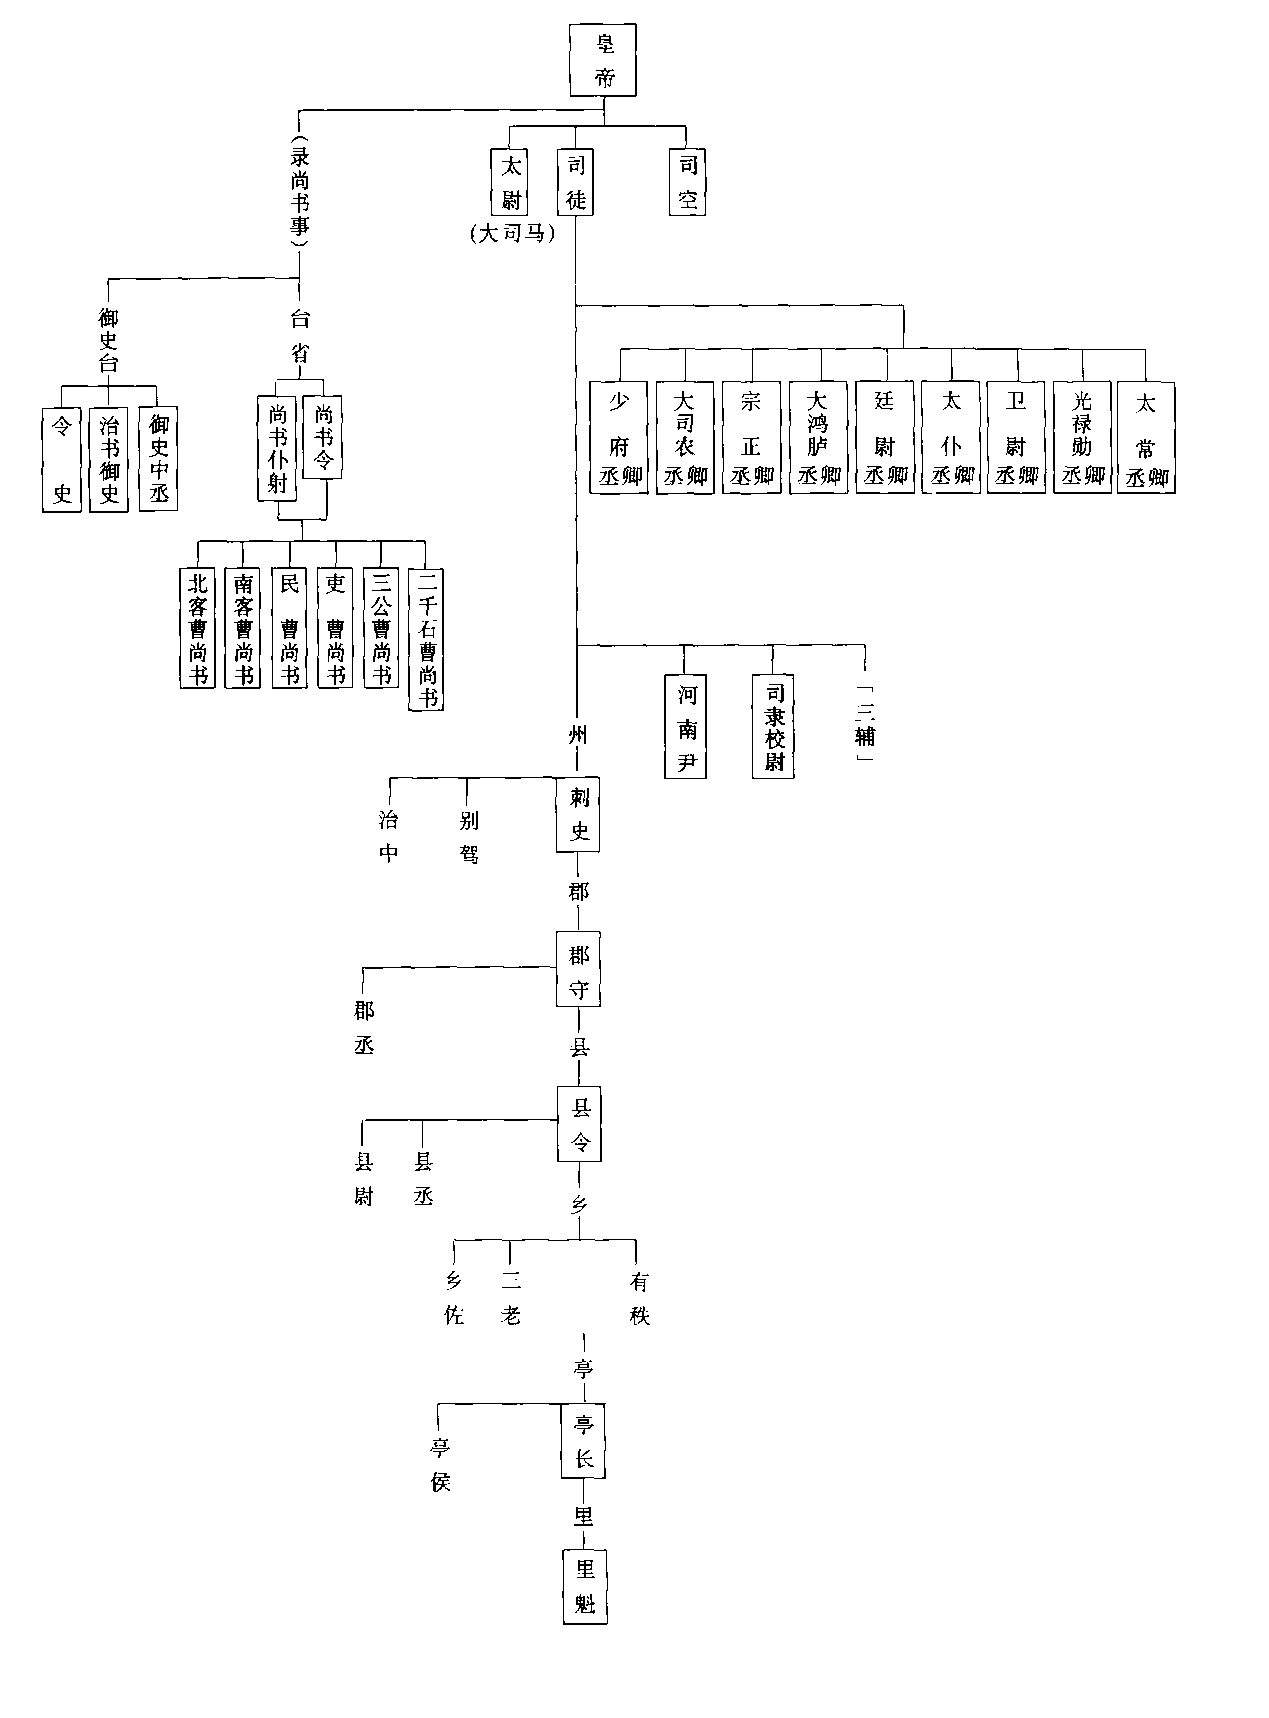 皇帝
(录尚书事)
太尉
(大司马)
司徒
司空
御史台
台省
令史
治书御史
御史中丞
尚书仆射
尚书令
少府
丞卿
大司农
丞卿
宗正
丞卿
大鸿胪
丞卿
廷尉
丞卿
太仆
丞卿
卫尉
丞卿
光禄勋
丞卿
太常
丞卿
北客曹尚书
南客曹尚书
民曹尚书
吏曹尚书
三公曹尚书
二千石曹尚书
河南尹
司隶校尉
「三辅」
州
刺史
治中
别驾
郡
郡守
郡丞
县
县令
县尉
县丞
乡
乡佐
二老
有秩
亭
亭长
亭侯
里
里魁